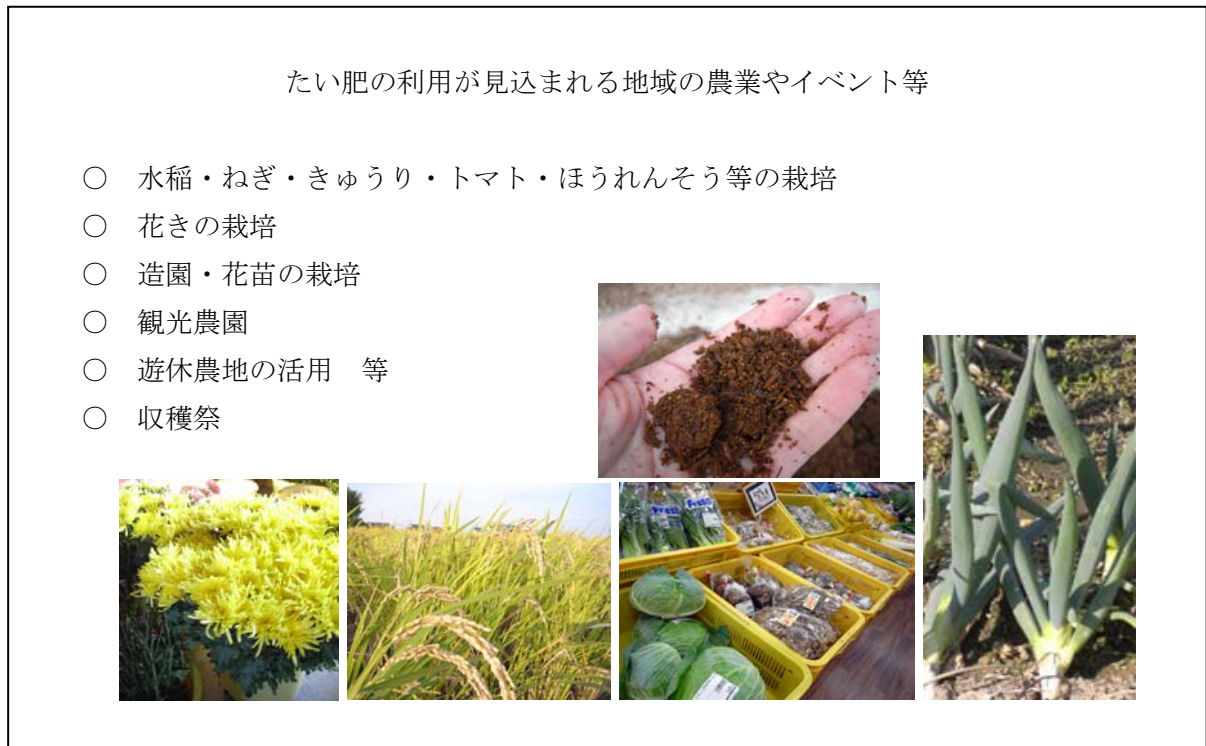 たい肥の利用が見込まれる地域の農業やイベント等
○　水稲・ねぎ・きゅうり・トマト・ほうれんそう等の栽培
○　花きの栽培
○　造園・花苗の栽培
○　観光農園
○　遊休農地の活用　等
○　収穫祭